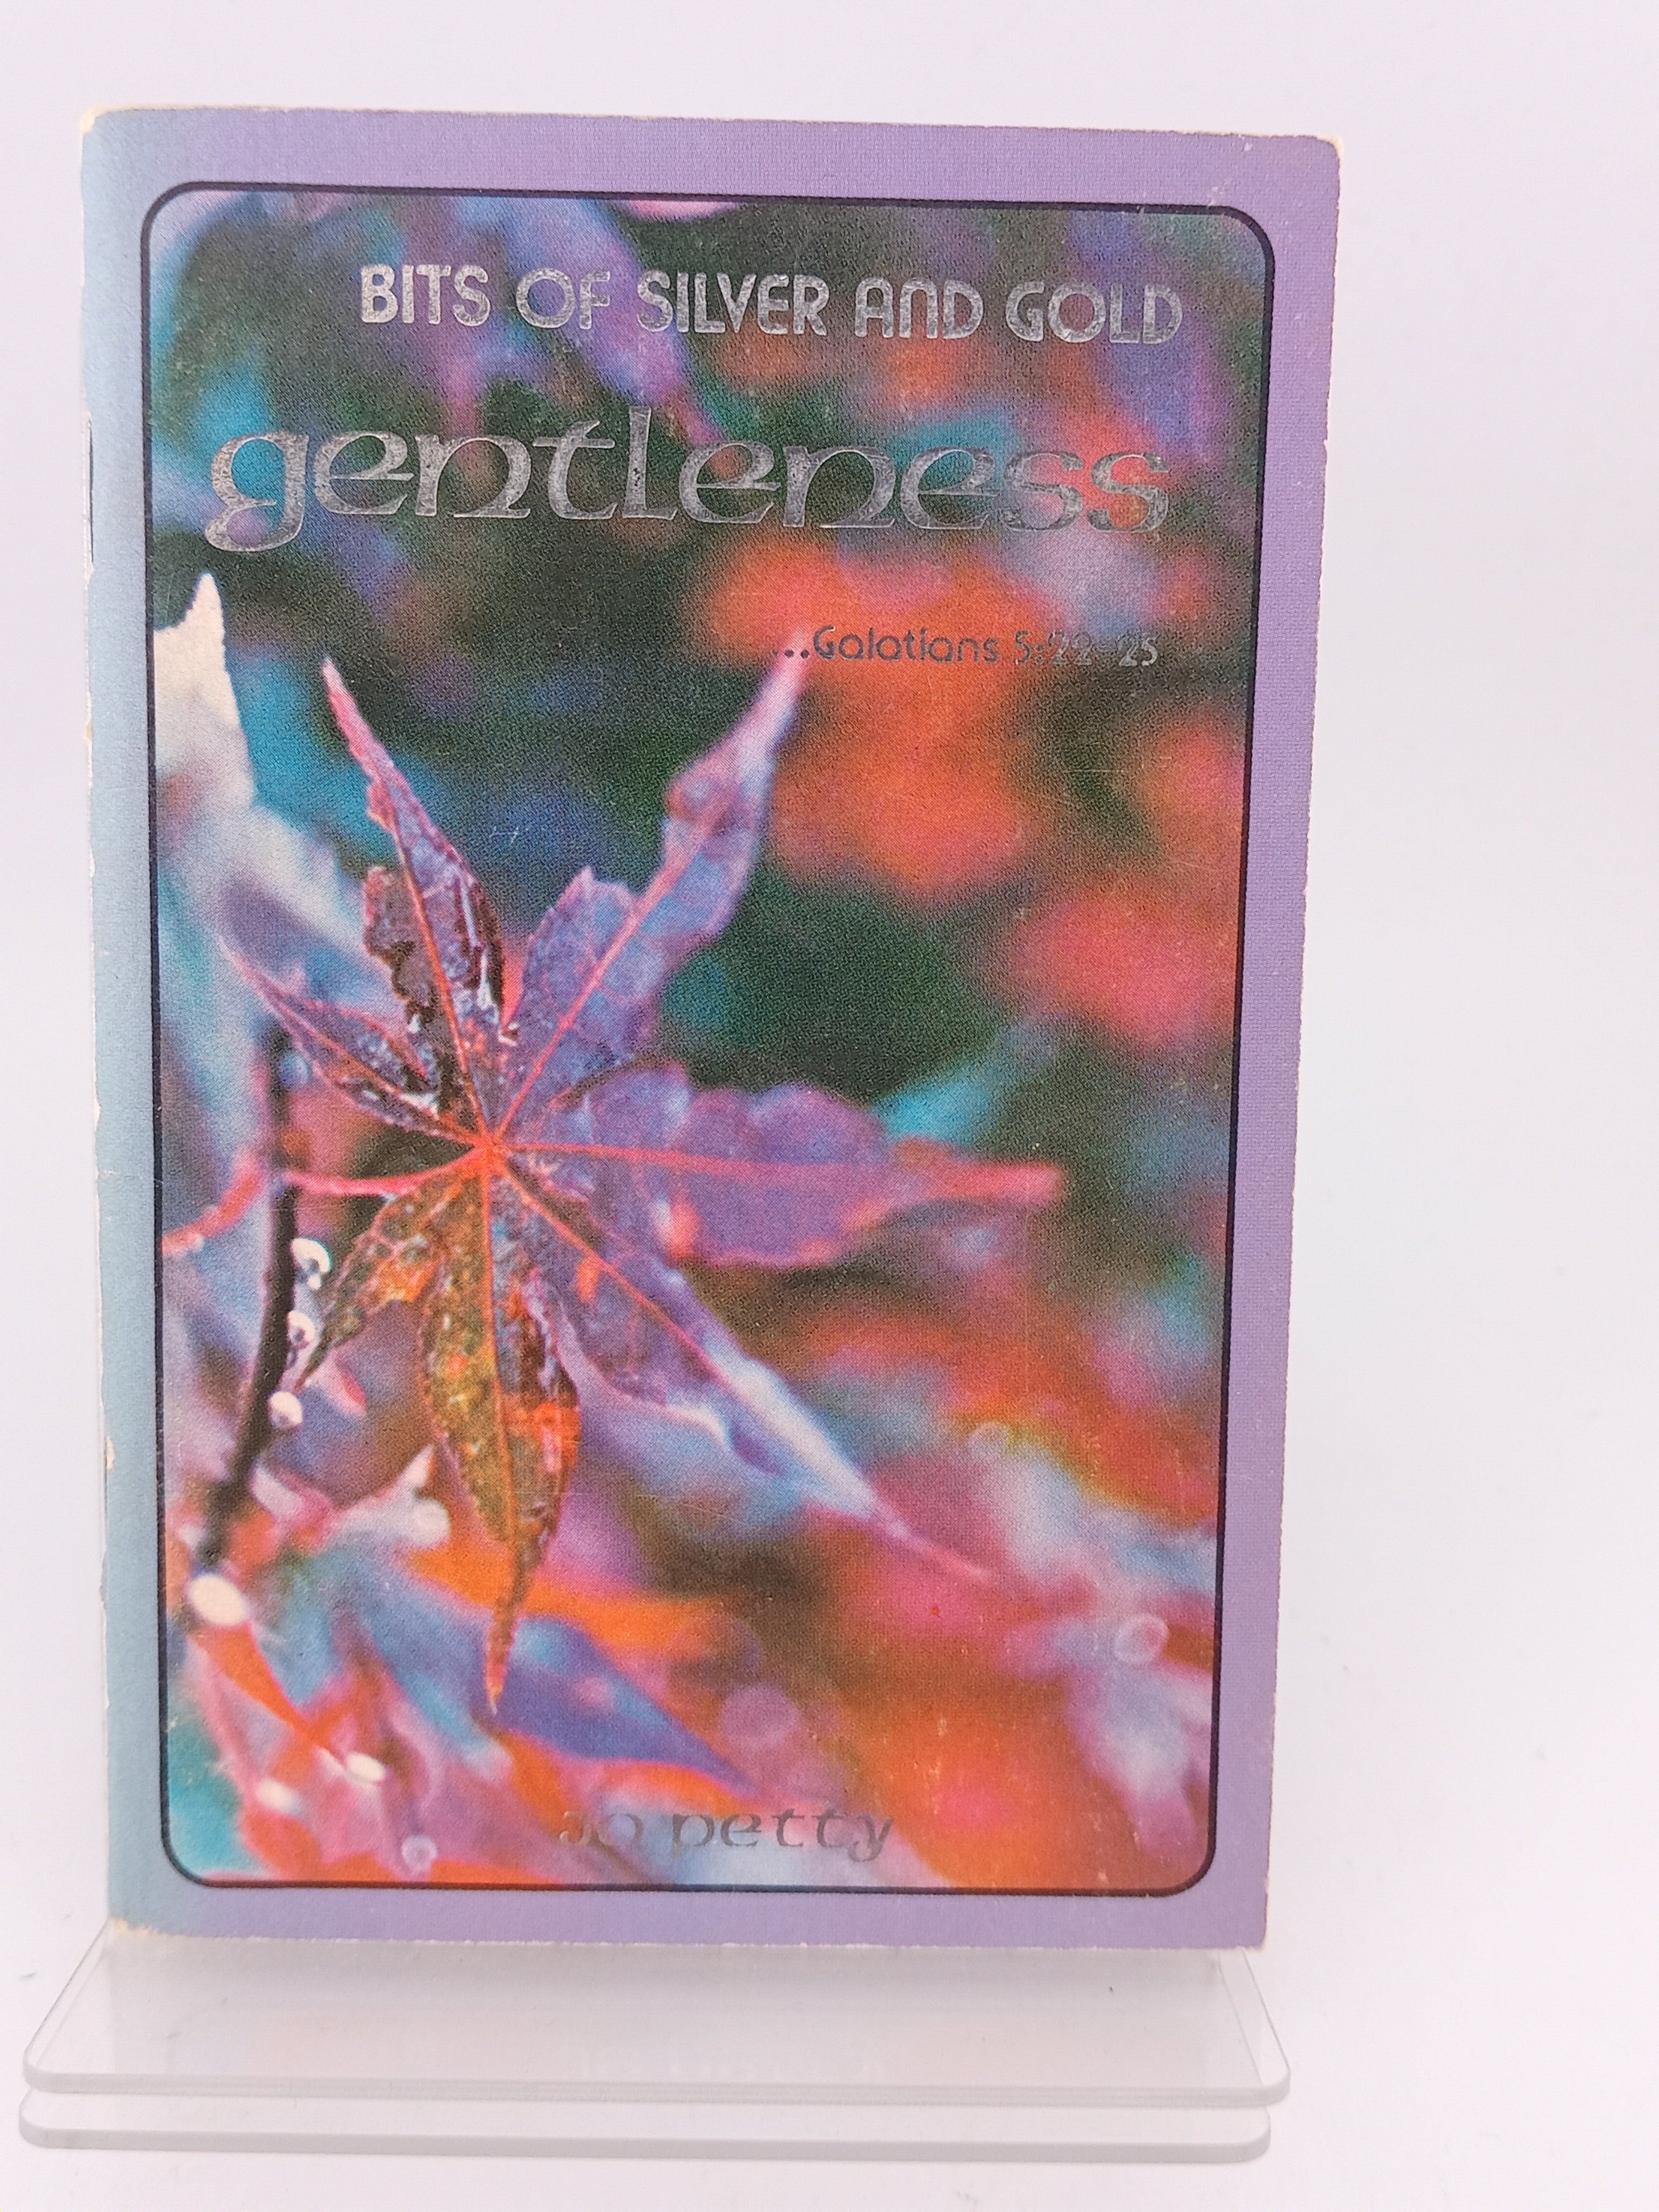 BITS OF SILVER AND GOLD
gentleness
...Galatians 5:22-25
jo petty